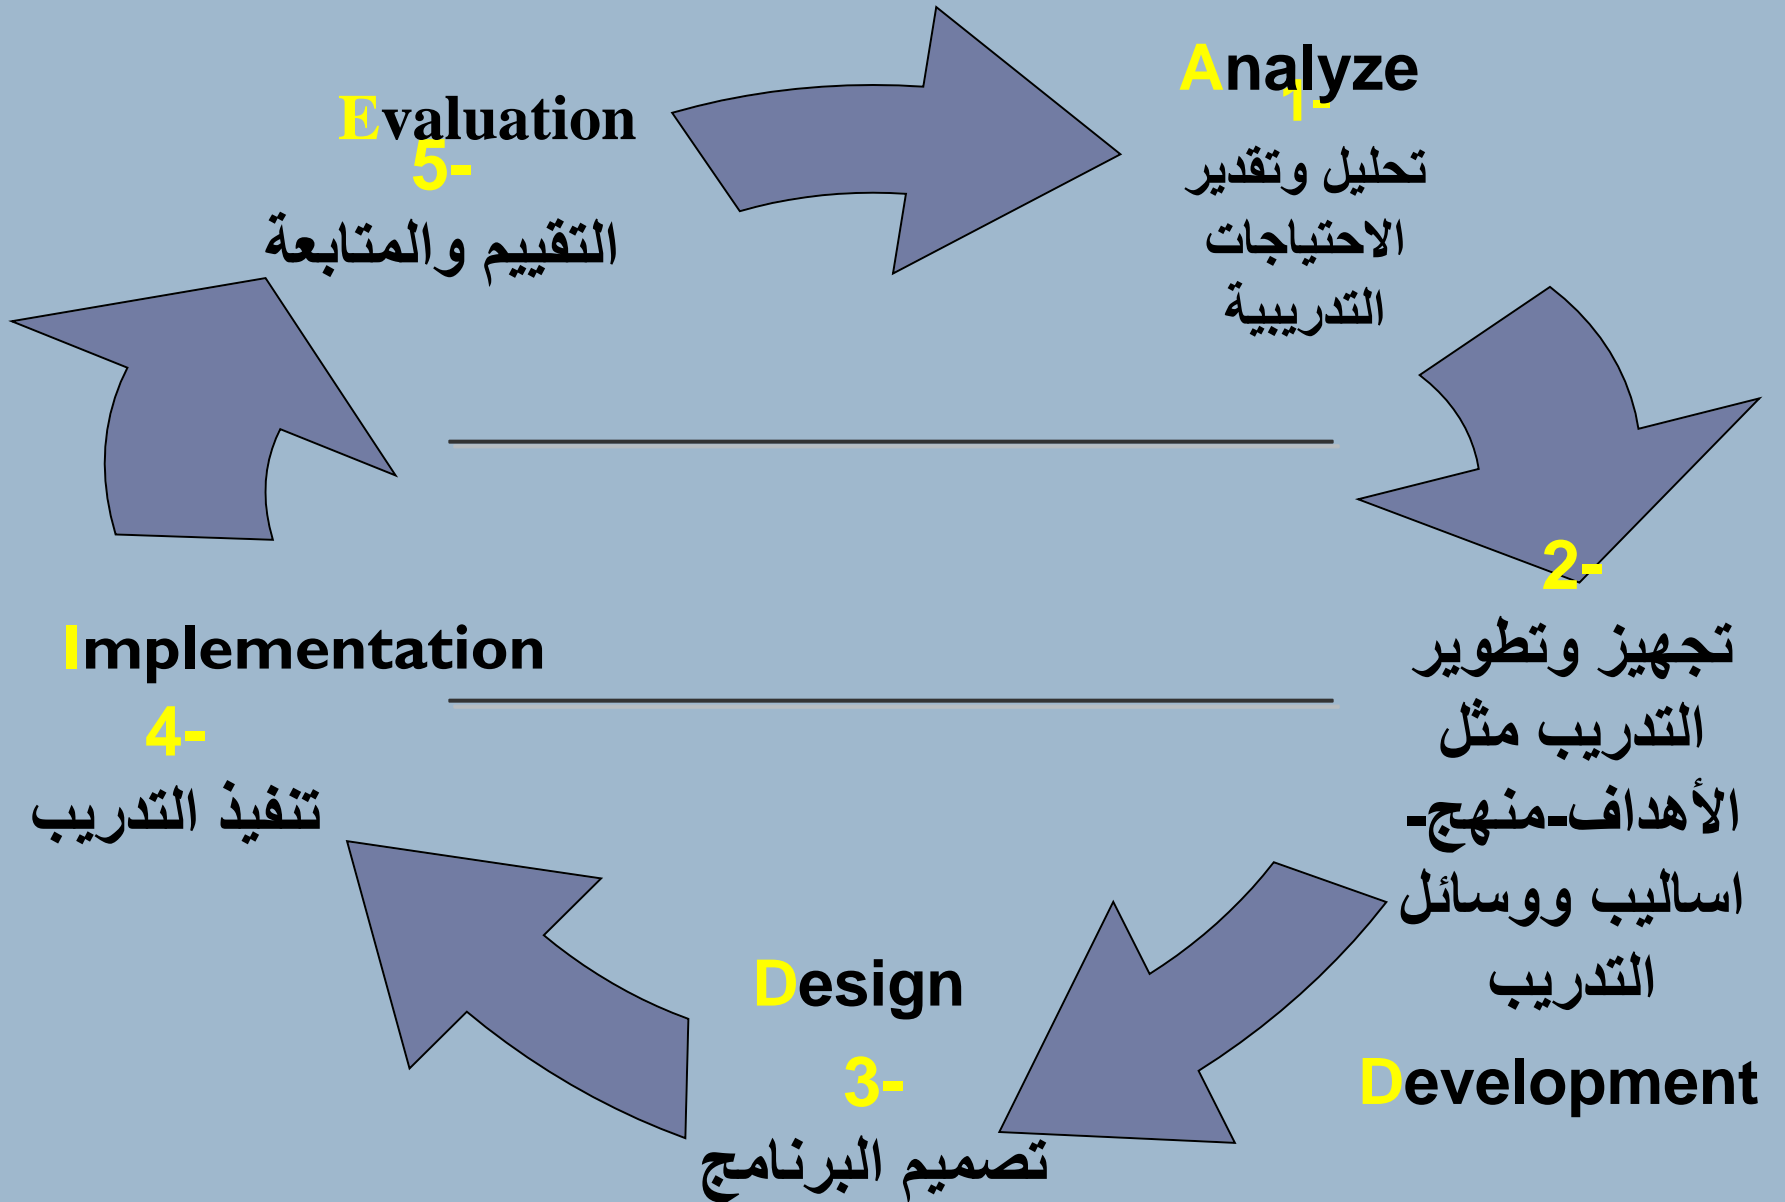 Analyze
1-
تحليل وتقدير
الاحتياجات
التدريبية
2-
تجهيز وتطوير
التدريب مثل
الأهداف-منهج-
اساليب ووسائل
التدريب
Development
Design
3-
تصميم البرنامج
Implementation
4-
تنفيذ التدريب
Evaluation
5-
التقييم والمتابعة